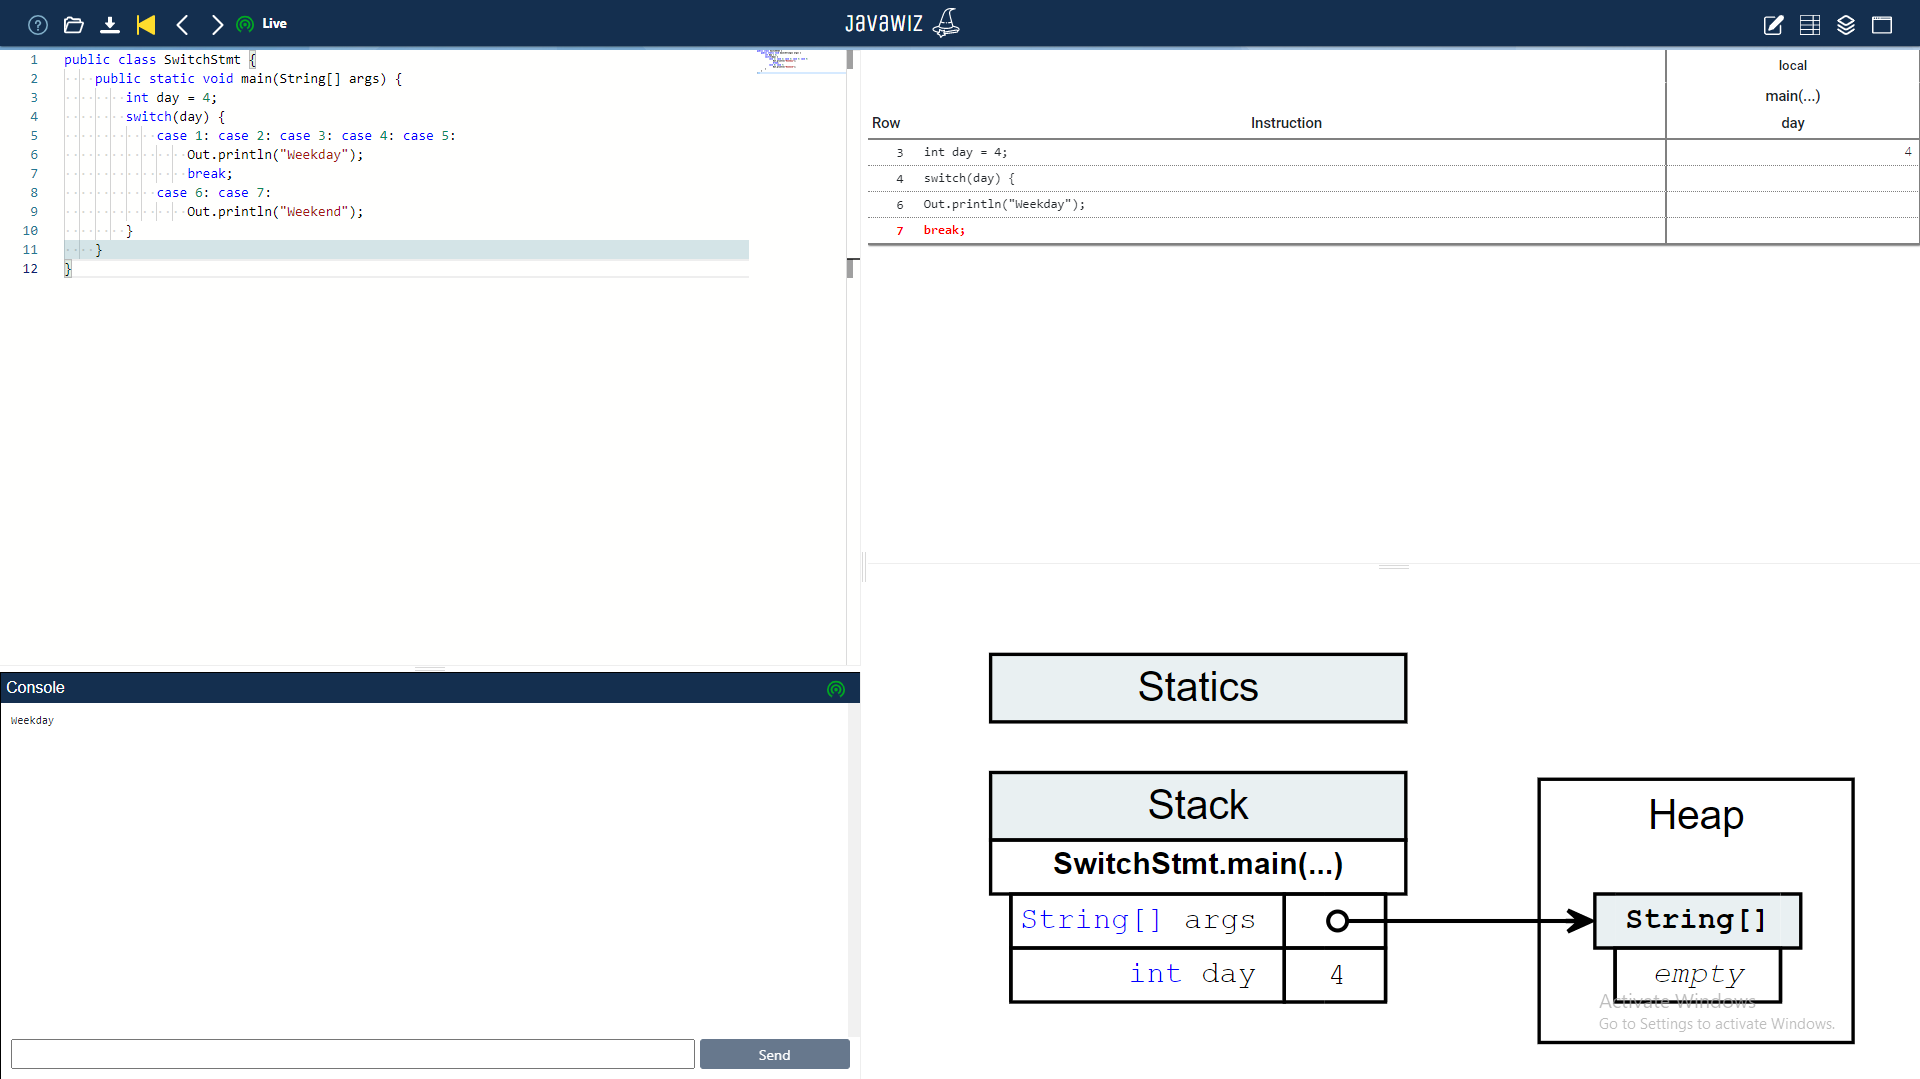 Live
JavaWiz
1 public class SwitchStmt {
2 public static void main(String[] args) {
3 int day = 4;
4 switch(day) {
5 case 1: case 2: case 3: case 4: case 5:
6 Out.println("Weekday");
7 break;
8 case 6: case 7:
9 Out.println("Weekend");
10 }
11 }
12 }
Console
Weekday
Send
local
main(...)
Row Instruction day
3 int day = 4; 4
4 switch(day) {
6 Out.println("Weekday");
7 break;
Statics
Stack
SwitchStmt.main(...)
String[] args
int day 4
Heap
String[]
empty
Activate Windows
Go to Settings to activate Windows.